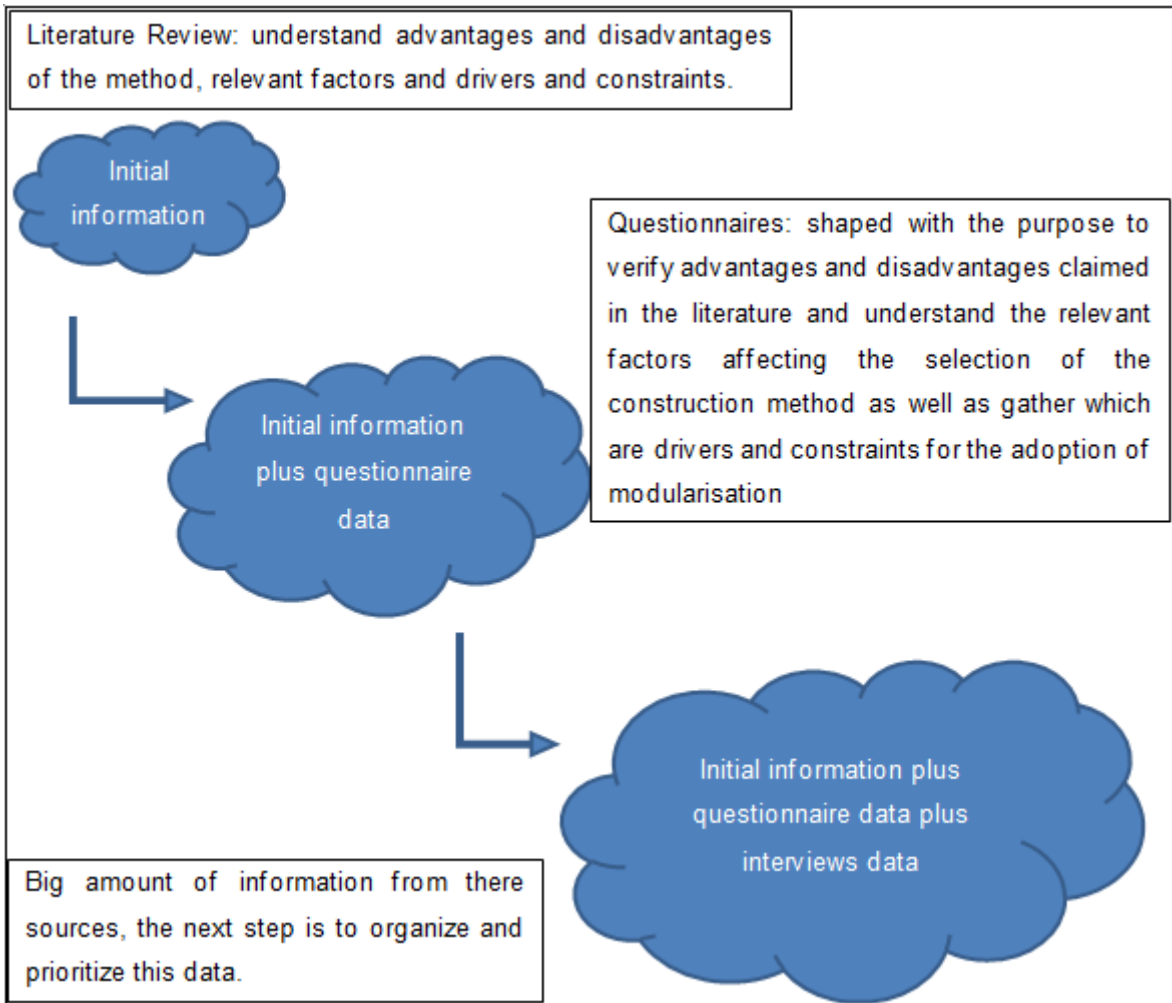 Literature Review: understand advantages and disadvantages
of the method, relevant factors and drivers and constraints.
Initial
information
Questionnaires: shaped with the purpose to
verify advantages and disadvantages claimed
in the literature and understand the relevant
factors affecting the selection of the
construction method as well as gather which
are drivers and constraints for the adoption of
modularisation
Initial information
plus questionnaire
data
Initial information plus
questionnaire data plus
interviews data
Big amount of information from there
sources, the next step is to organize and
prioritize this data.